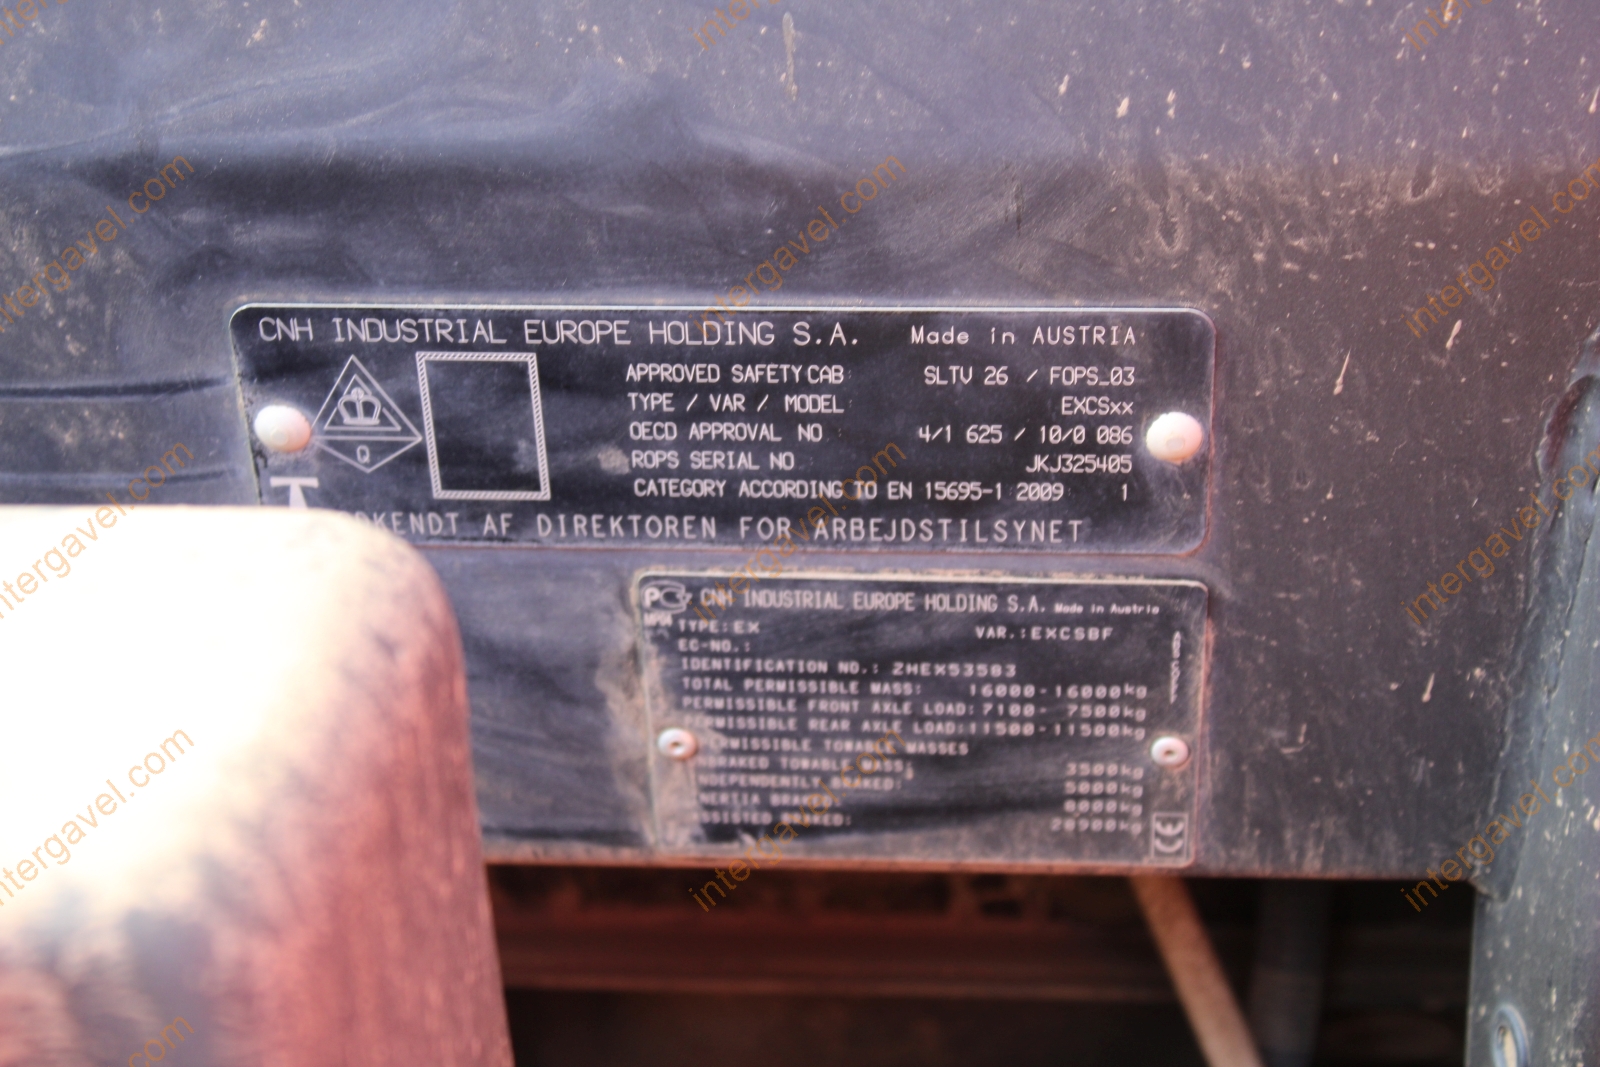 CNH INDUSTRIAL EUROPE HOLDING S.A. Made in AUSTRIA
APPROVED SAFETY CAB SLTV 26 / FOPS_03
TYPE / VAR / MODEL EXCSxx
OECD APPROVAL NO 4/1 625 / 10/0 086
Q
ROPS SERIAL NO JKJ325405
CATEGORY ACCORDING TO EN 15695-1:2009 1
AF DIREKTOREN FOR ARBEJDSTILSYNET
CNH INDUSTRIAL EUROPE HOLDING S.A. Made in Austria
TYPE: EX VAR.: EXCSBF
EC-NO.:
IDENTIFICATION NO.: ZHEX53583
TOTAL PERMISSIBLE MASS: 16000-16000kg
PERMISSIBLE FRONT AXLE LOAD: 7100- 7500kg
PERMISSIBLE REAR AXLE LOAD: 11500-11500kg
PERMISSIBLE TOWABLE MASSES
3500kg
5000kg
8000kg
CE
intergavel.com